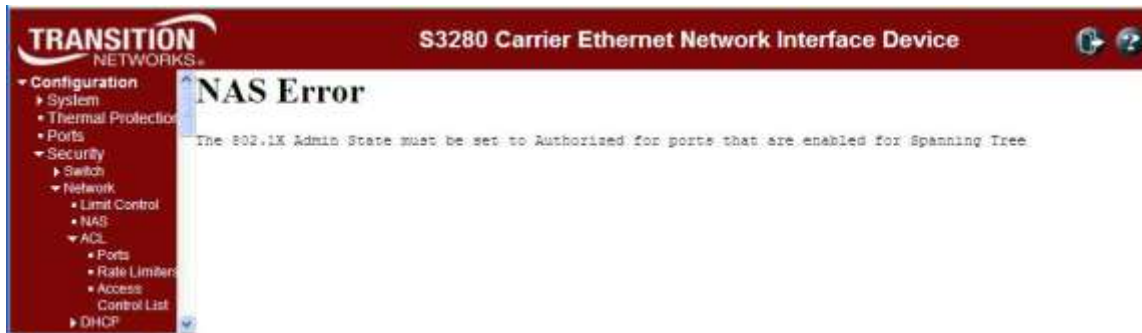 TRANSITION
NETWORKS®
S3280 Carrier Ethernet Network Interface Device
Configuration
System
Thermal Protection
Ports
Security
Switch
Network
Limit Control
NAS
ACL
Ports
Rate Limiters
Access
Control List
DHCP
NAS Error
The 802.1X Admin State must be set to Authorized for ports that are enabled for Spanning Tree